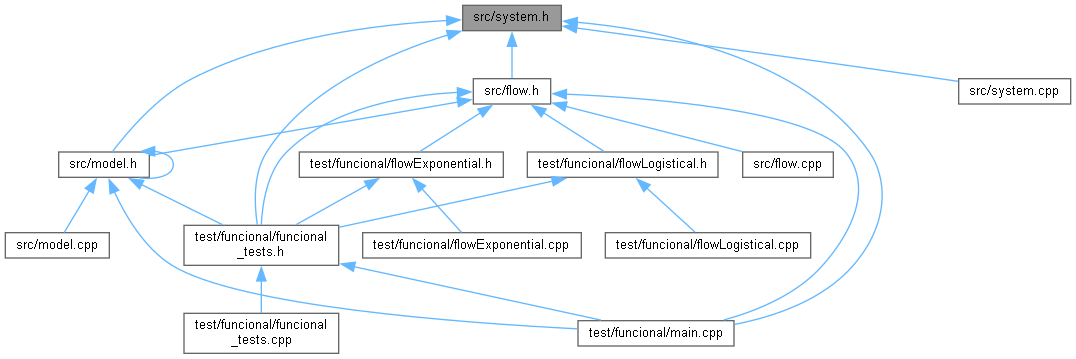 src/system.h
src/flow.h
src/system.cpp
src/model.h
test/funcional/flowExponential.h
test/funcional/flowLogistical.h
src/flow.cpp
src/model.cpp
test/funcional/funcional
_tests.h
test/funcional/flowExponential.cpp
test/funcional/flowLogistical.cpp
test/funcional/funcional
_tests.cpp
test/funcional/main.cpp